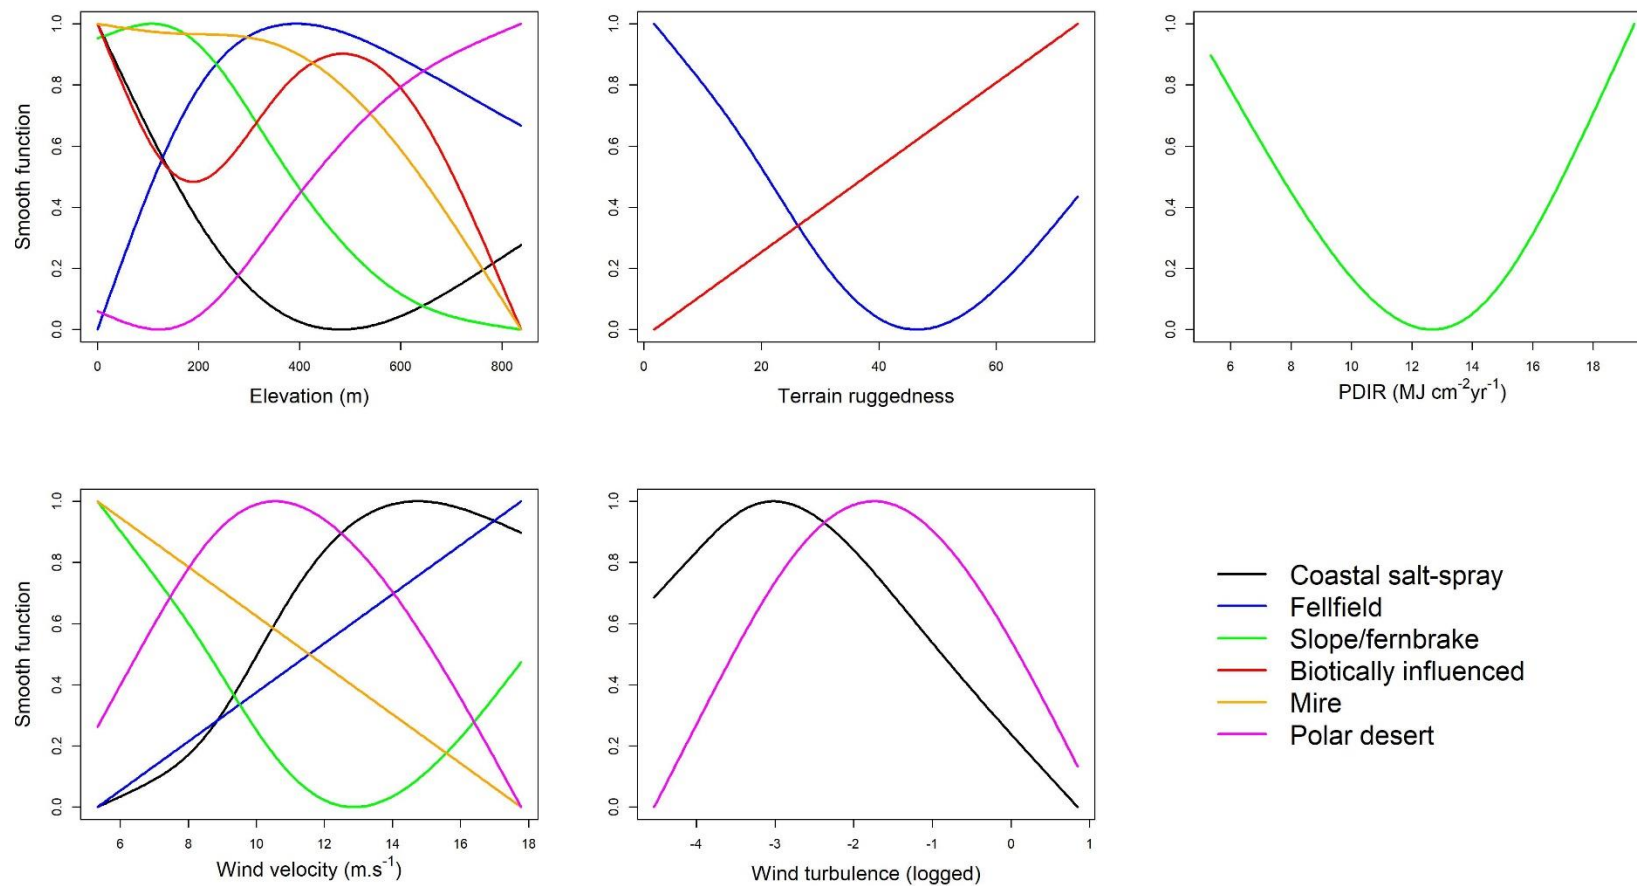 Smooth function
1.0
0.8
0.6
0.4
0.2
0.0
0 200 400 600 800
Elevation (m)
1.0
0.8
0.6
0.4
0.2
0.0
0 20 40 60
Terrain ruggedness
1.0
0.8
0.6
0.4
0.2
0.0
6 8 10 12 14 16 18
PDIR (MJ cm⁻²yr⁻¹)
Smooth function
1.0
0.8
0.6
0.4
0.2
0.0
6 8 10 12 14 16 18
Wind velocity (m.s⁻¹)
1.0
0.8
0.6
0.4
0.2
0.0
-4 -3 -2 -1 0 1
Wind turbulence (logged)
Coastal salt-spray
Fellfield
Slope/fernbrake
Biotically influenced
Mire
Polar desert